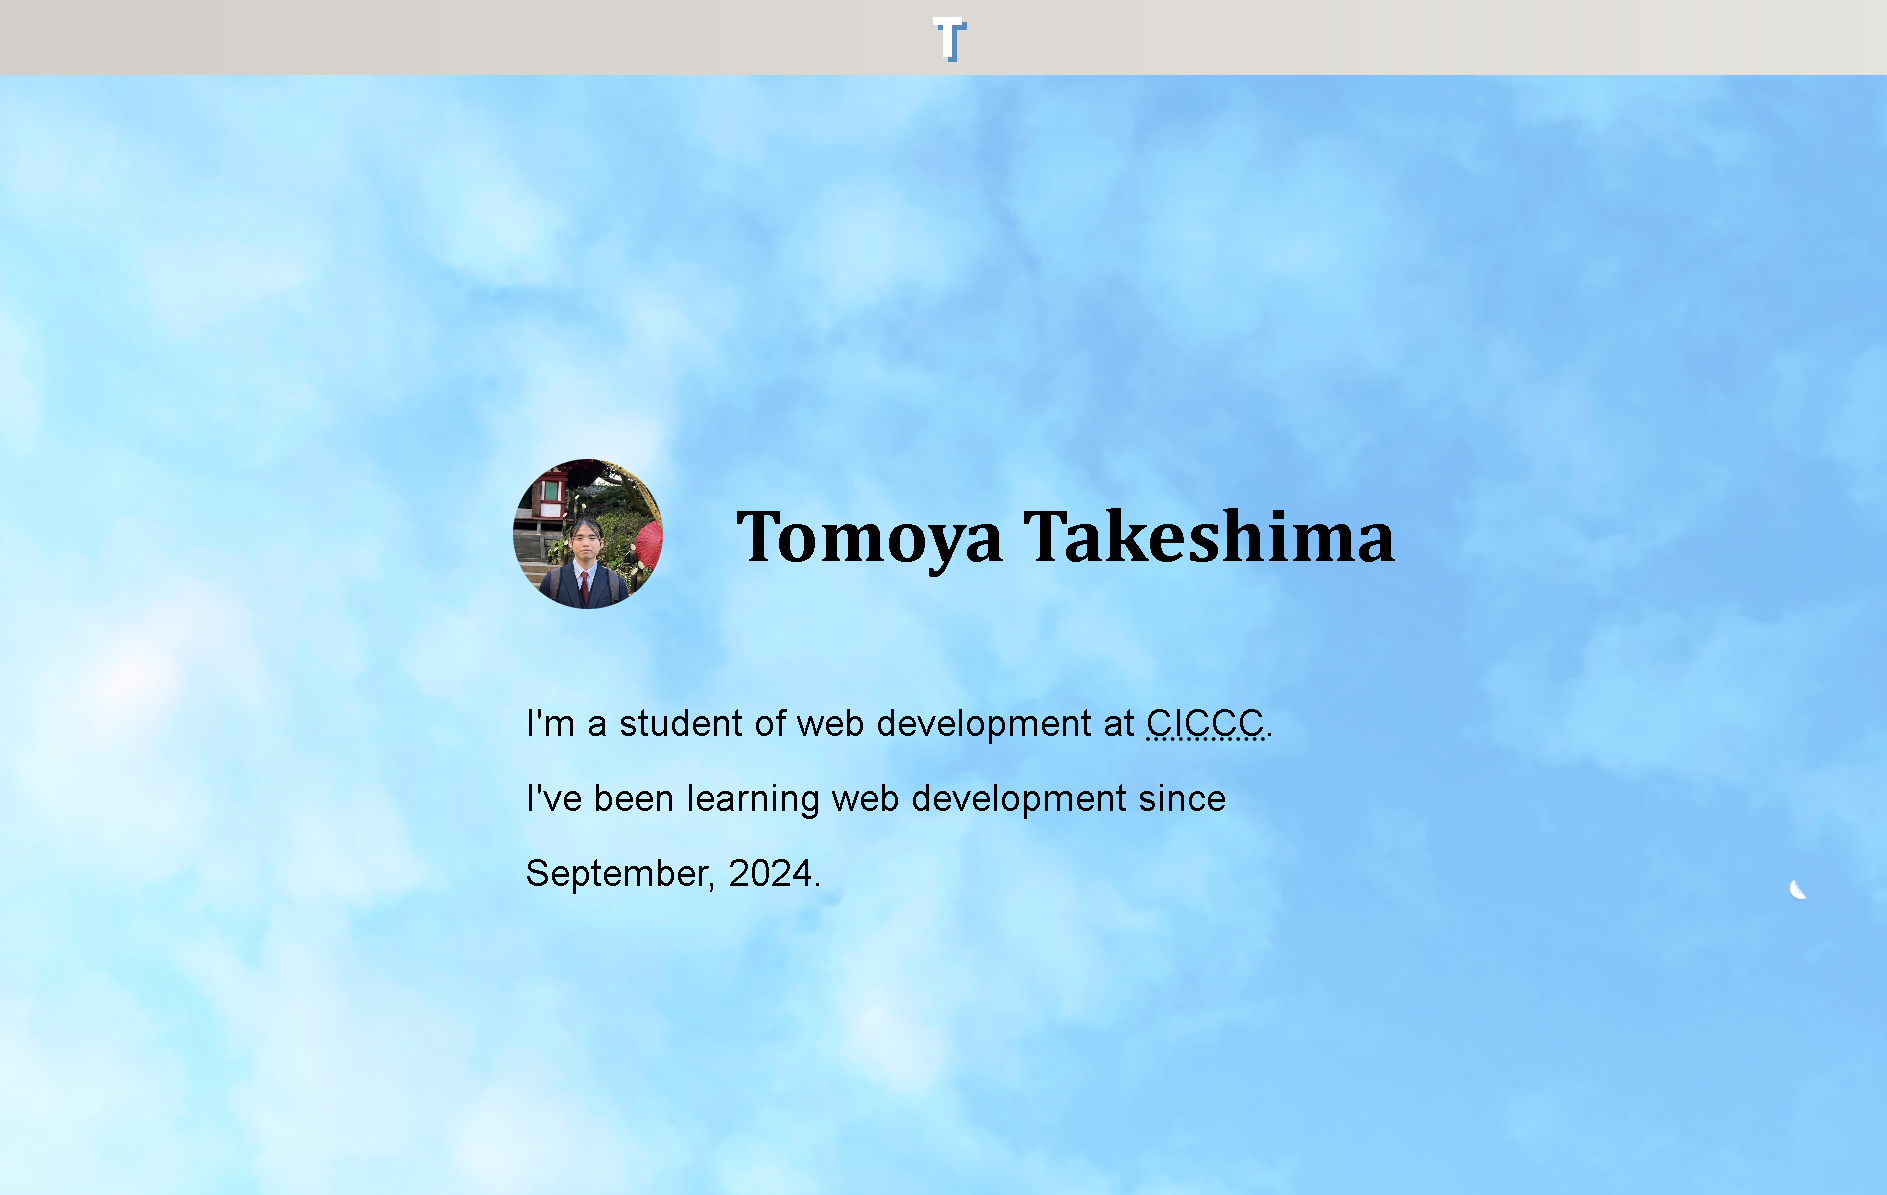 T
Tomoya Takeshima
I'm a student of web development at CICCC.
I've been learning web development since
September, 2024.